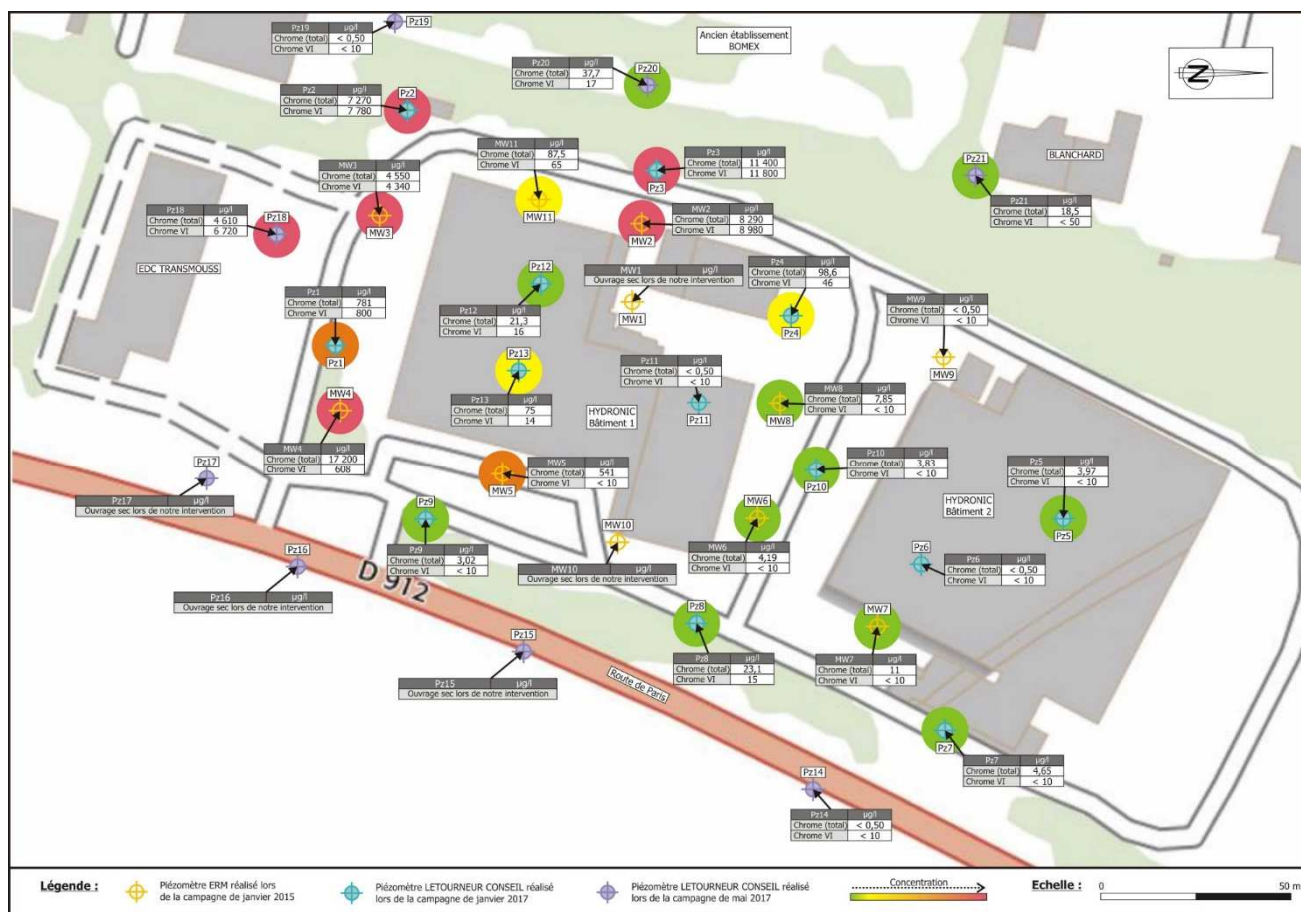 Pz19 µg/l
Chrome (total) < 0,50
Chrome VI < 10
Pz19
Ancien établissement
BOMEX
N
Pz20 µg/l
Chrome (total) 37,7
Chrome VI 17
Pz20
Pz2 µg/l
Chrome (total) 7 270
Chrome VI 7 780
Pz2
MW11 µg/l
Chrome (total) 87,5
Chrome VI 65
MW11
MW3 µg/l
Chrome (total) 4 550
Chrome VI 4 340
MW3
Pz3 µg/l
Chrome (total) 11 400
Chrome VI 11 800
Pz3
BLANCHARD
Pz21
Pz21 µg/l
Chrome (total) 18,5
Chrome VI < 50
Pz18 µg/l
Chrome (total) 4 610
Chrome VI 6 720
Pz18
MW2 µg/l
Chrome (total) 8 290
Chrome VI 8 980
MW2
EDC TRANSMOUSS
Pz12
Pz12 µg/l
Chrome (total) 21,3
Chrome VI 16
MW1 µg/l
Ouvrage sec lors de notre intervention
MW1
Pz4 µg/l
Chrome (total) 98,6
Chrome VI 46
Pz4
Pz1 µg/l
Chrome (total) 781
Chrome VI 800
Pz1
MW9 µg/l
Chrome (total) < 0,50
Chrome VI < 10
MW9
Pz13
Pz13 µg/l
Chrome (total) 75
Chrome VI 14
Pz11 µg/l
Chrome (total) < 0,50
Chrome VI < 10
Pz11
MW8 µg/l
Chrome (total) 7,85
Chrome VI < 10
MW8
MW4
MW4 µg/l
Chrome (total) 17 200
Chrome VI 608
HYDRONIC
Bâtiment 1
MW5 µg/l
Chrome (total) 541
Chrome VI < 10
MW5
Pz10 µg/l
Chrome (total) 3,83
Chrome VI < 10
Pz10
Pz5 µg/l
Chrome (total) 3,97
Chrome VI < 10
Pz5
HYDRONIC
Bâtiment 2
Pz17
Pz17 µg/l
Ouvrage sec lors de notre intervention
Pz9
Pz9 µg/l
Chrome (total) 3,02
Chrome VI < 10
MW10
MW10 µg/l
Ouvrage sec lors de notre intervention
MW6
MW6 µg/l
Chrome (total) 4,19
Chrome VI < 10
Pz6
Pz6 µg/l
Chrome (total) < 0,50
Chrome VI < 10
Pz16
Pz16 µg/l
Ouvrage sec lors de notre intervention
D 912
Pz8
Pz8 µg/l
Chrome (total) 23,1
Chrome VI 15
MW7
MW7 µg/l
Chrome (total) 11
Chrome VI < 10
Pz15
Pz15 µg/l
Ouvrage sec lors de notre intervention
Route de Paris
Pz7
Pz7 µg/l
Chrome (total) 4,65
Chrome VI < 10
Pz14
Pz14 µg/l
Chrome (total) < 0,50
Chrome VI < 10
Légende :
Piézomètre ERM réalisé lors
de la campagne de janvier 2015
Piézomètre LETOURNEUR CONSEIL réalisé
lors de la campagne de janvier 2017
Piézomètre LETOURNEUR CONSEIL réalisé
lors de la campagne de mai 2017
Concentration
Echelle : 0 50 m